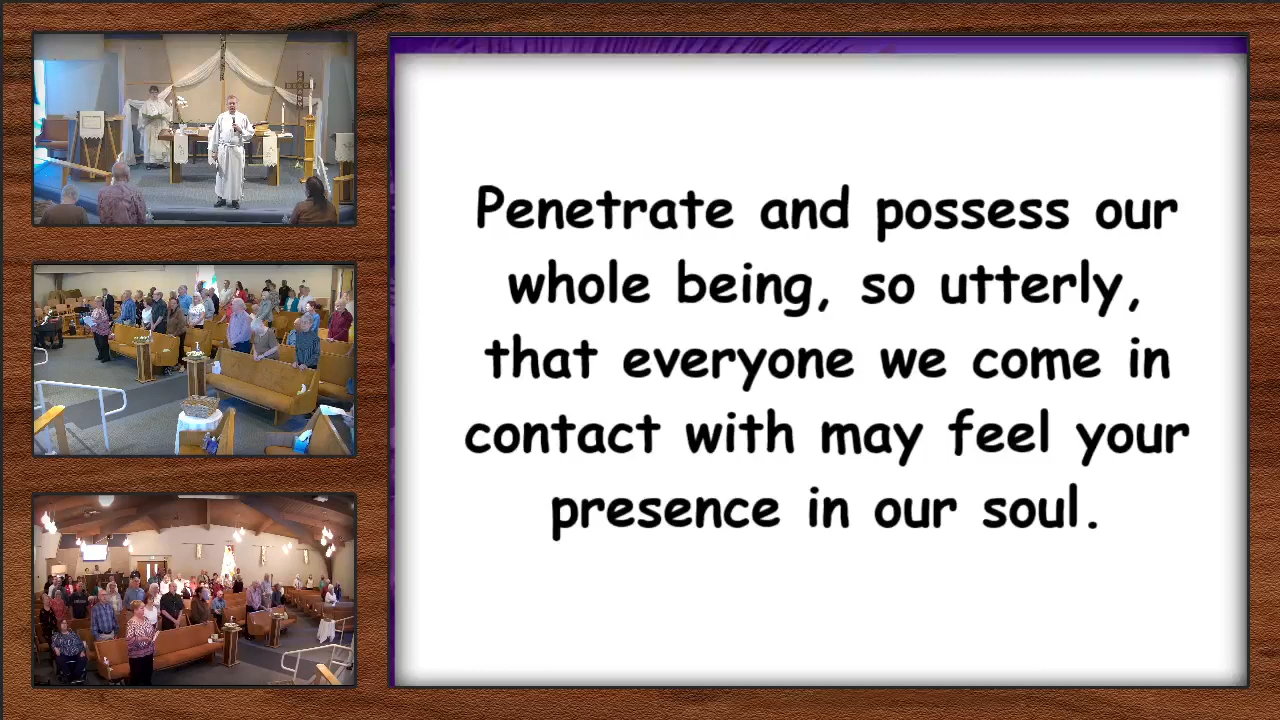 Penetrate and possess our
whole being, so utterly,
that everyone we come in
contact with may feel your
presence in our soul.